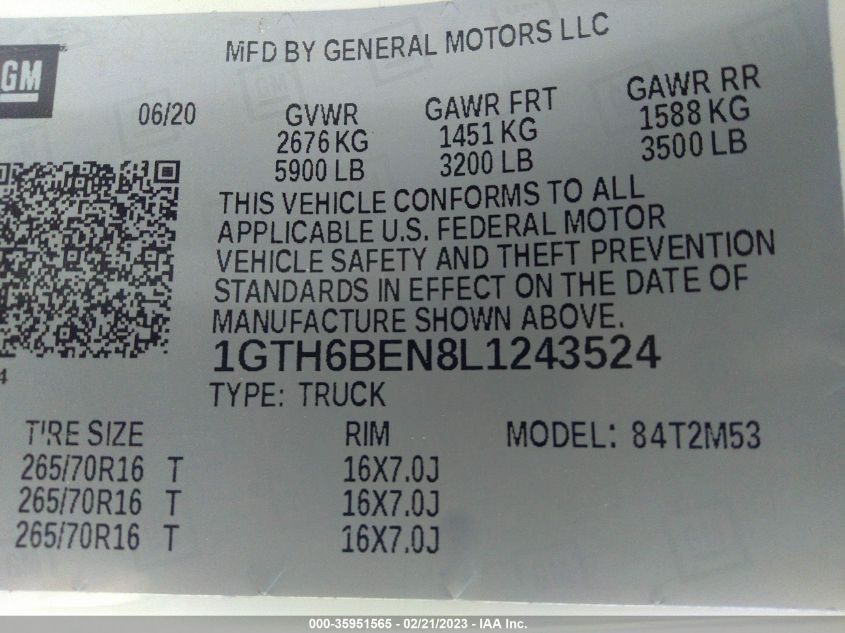 MFD BY GENERAL MOTORS LLC
GM
06/20 GVWR GAWR FRT GAWR RR
2676 KG 1451 KG 1588 KG
5900 LB 3200 LB 3500 LB
THIS VEHICLE CONFORMS TO ALL
APPLICABLE U.S. FEDERAL MOTOR
VEHICLE SAFETY AND THEFT PREVENTION
STANDARDS IN EFFECT ON THE DATE OF
MANUFACTURE SHOWN ABOVE.
1GTH6BEN8L1243524
4
TYPE: TRUCK
TIRE SIZE RIM MODEL: 84T2M53
265/70R16 T 16X7.0J
265/70R16 T 16X7.0J
265/70R16 T 16X7.0J
000-35951565 - 02/21/2023 - IAA Inc.